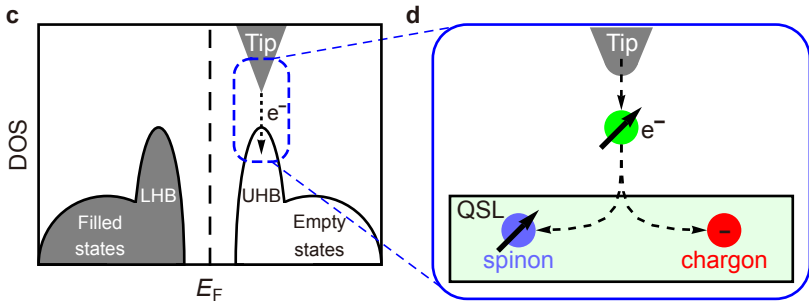 c
DOS
Tip
e⁻
LHB
UHB
Filled
states
Empty
states
E_F
d
Tip
e⁻
QSL
-
spinon
chargon